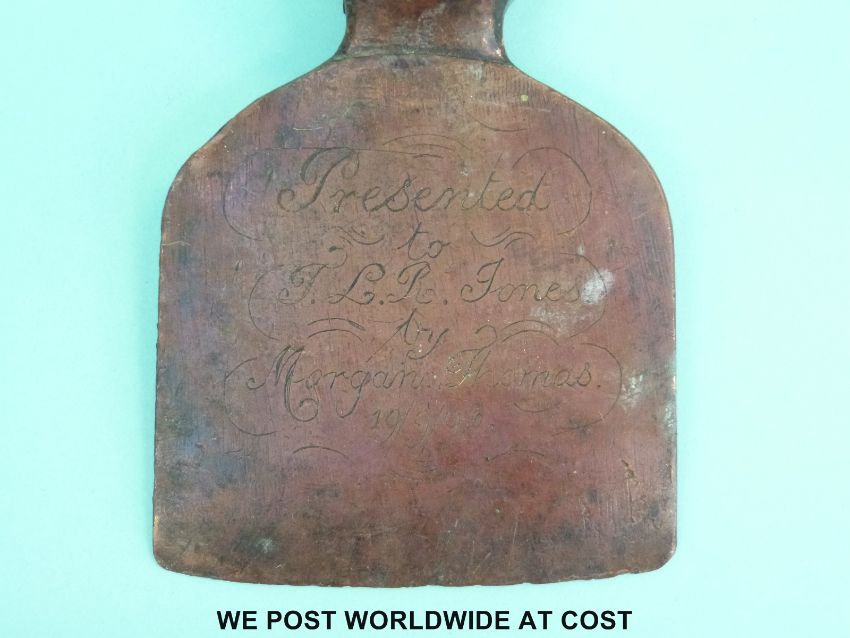 Presented
to
T. L. R. Jones
by
Morgan Thomas.
WE POST WORLDWIDE AT COST